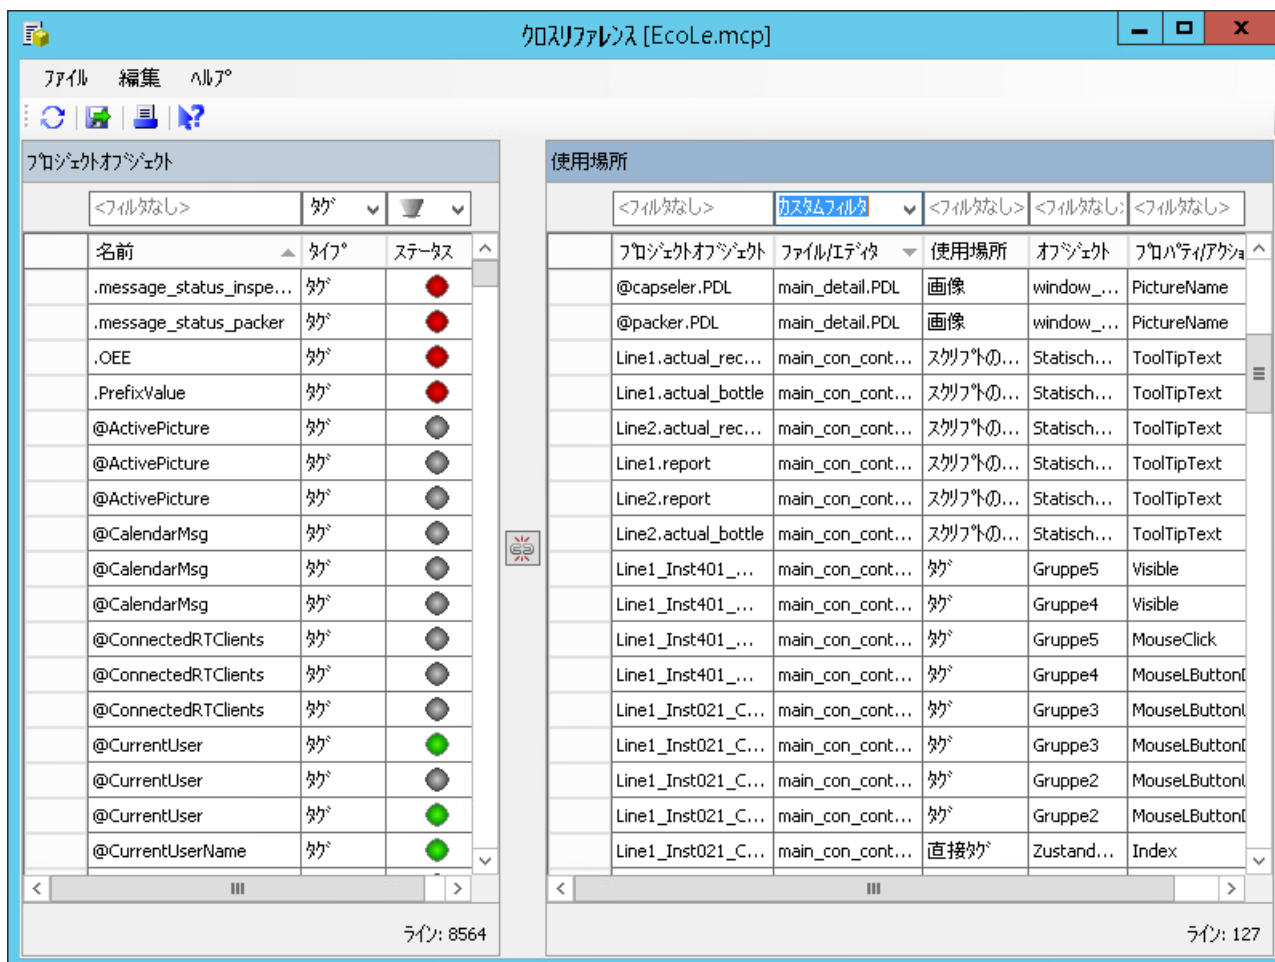 クロスリファレンス [EcoLe.mcp]
ファイル 編集 ヘルプ
プロジェクトオブジェクト
使用場所
<フィルタなし> タグ
<フィルタなし> カスタムフィルタ <フィルタなし> <フィルタなし> <フィルタなし>
名前 タイプ ステータス
プロジェクトオブジェクト ファイル/エディタ 使用場所 オブジェクト プロパティ/アクショ
.message_status_inspe... タグ
@capseler.PDL main_detail.PDL 画像 window_... PictureName
.message_status_packer タグ
@packer.PDL main_detail.PDL 画像 window_... PictureName
.OEE タグ
Line1.actual_rec... main_con_cont... スクリプトの... Statisch... ToolTipText
.PrefixValue タグ
Line1.actual_bottle main_con_cont... スクリプトの... Statisch... ToolTipText
@ActivePicture タグ
Line2.actual_rec... main_con_cont... スクリプトの... Statisch... ToolTipText
@ActivePicture タグ
Line1.report main_con_cont... スクリプトの... Statisch... ToolTipText
@ActivePicture タグ
Line2.report main_con_cont... スクリプトの... Statisch... ToolTipText
@CalendarMsg タグ
Line2.actual_bottle main_con_cont... スクリプトの... Statisch... ToolTipText
@CalendarMsg タグ
Line1_Inst401_... main_con_cont... タグ Gruppe5 Visible
@CalendarMsg タグ
Line1_Inst401_... main_con_cont... タグ Gruppe4 Visible
@ConnectedRTClients タグ
Line1_Inst401_... main_con_cont... タグ Gruppe5 MouseClick
@ConnectedRTClients タグ
Line1_Inst401_... main_con_cont... タグ Gruppe4 MouseLButtonD
@ConnectedRTClients タグ
Line1_Inst021_C... main_con_cont... タグ Gruppe3 MouseLButtonU
@CurrentUser タグ
Line1_Inst021_C... main_con_cont... タグ Gruppe3 MouseLButtonD
@CurrentUser タグ
Line1_Inst021_C... main_con_cont... タグ Gruppe2 MouseLButtonU
@CurrentUser タグ
Line1_Inst021_C... main_con_cont... タグ Gruppe2 MouseLButtonD
@CurrentUserName タグ
Line1_Inst021_C... main_con_cont... 直接タグ Zustand... Index
ライン: 8564
ライン: 127